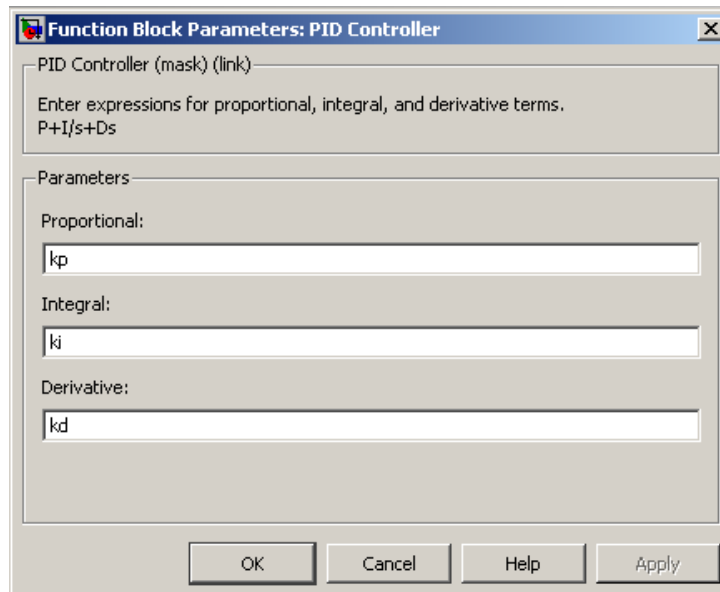 Function Block Parameters: PID Controller
PID Controller (mask) (link)
Enter expressions for proportional, integral, and derivative terms.
P+I/s+Ds
Parameters
Proportional:
kp
Integral:
ki
Derivative:
kd
OK Cancel Help Apply